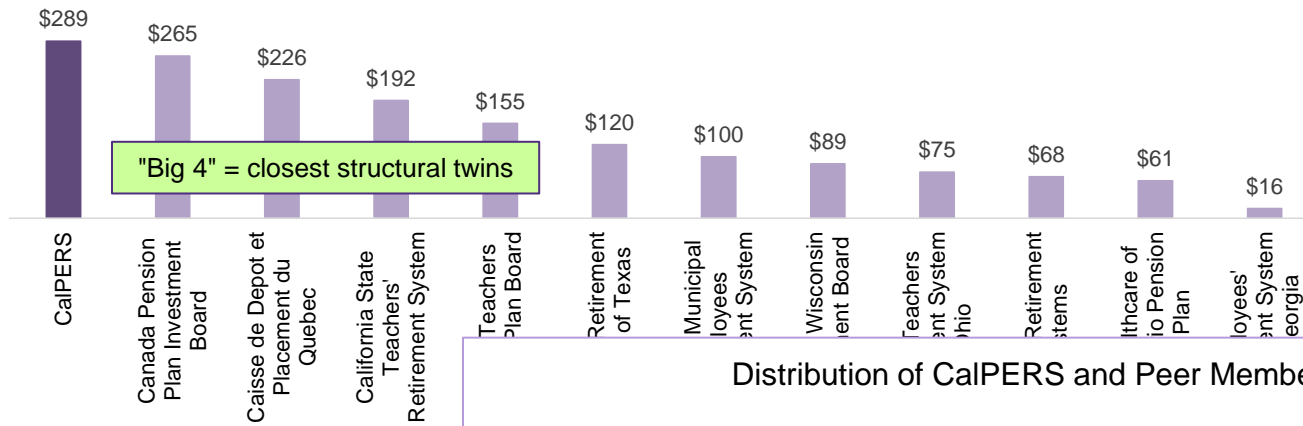 $289
$265
$226
$192
$155
$120
$100
$89
$75
$68
$61
$16
"Big 4" = closest structural twins
CalPERS
Canada Pension
Plan Investment
Board
Caisse de Depot et
Placement du
Quebec
California State
Teachers'
Retirement System
Teachers
Plan Board
Retirement
of Texas
Municipal
loyees
ent System
Wisconsin
ent Board
Teachers
ent System
Ohio
Retirement
stems
lthcare of
io Pension
Plan
loyees'
ent System
eorgia
Distribution of CalPERS and Peer Membe